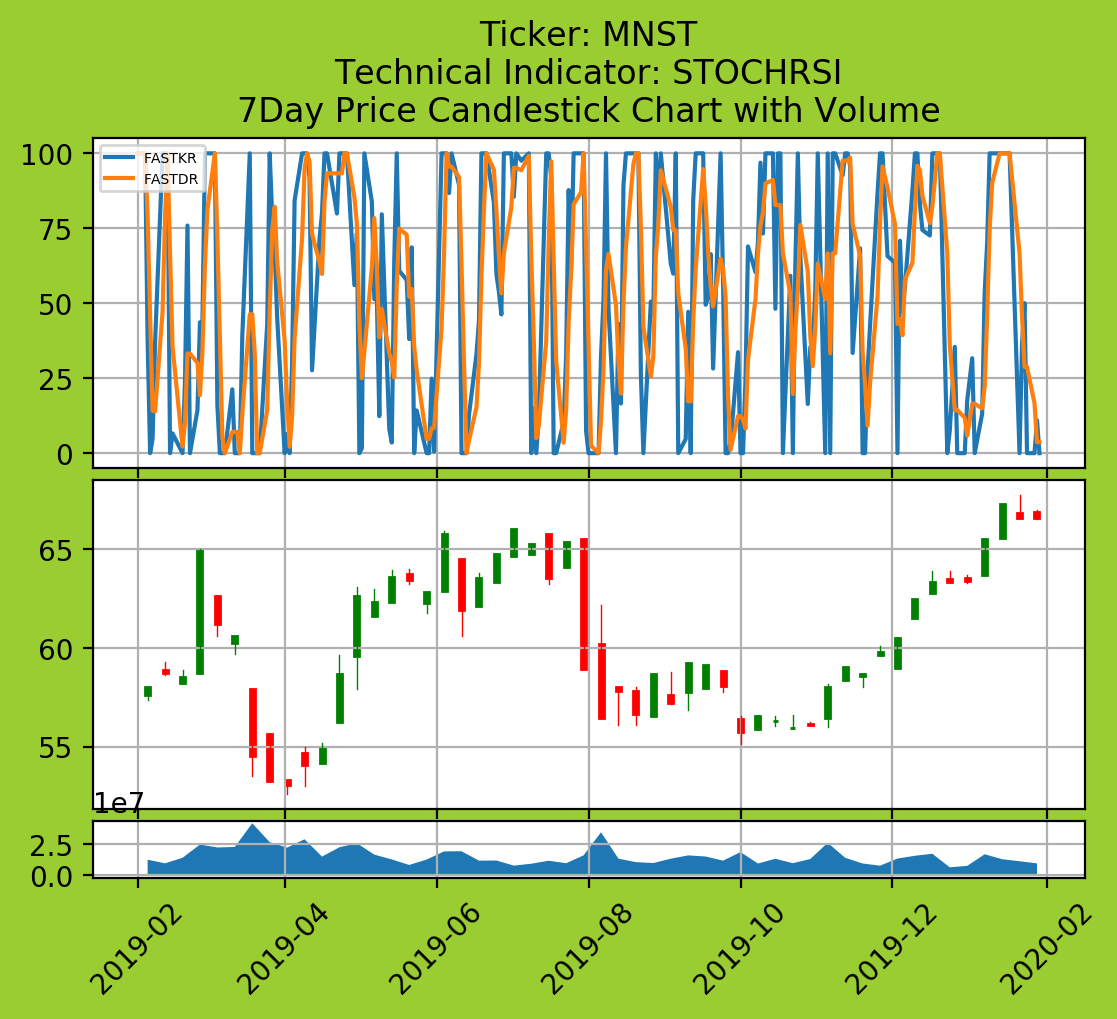 Ticker: MNST
Technical Indicator: STOCHRSI
7Day Price Candlestick Chart with Volume
100
75
50
25
0
FASTKR
FASTDR
65
60
55
1e7
2.5
0.0
2019-02
2019-04
2019-06
2019-08
2019-10
2019-12
2020-02